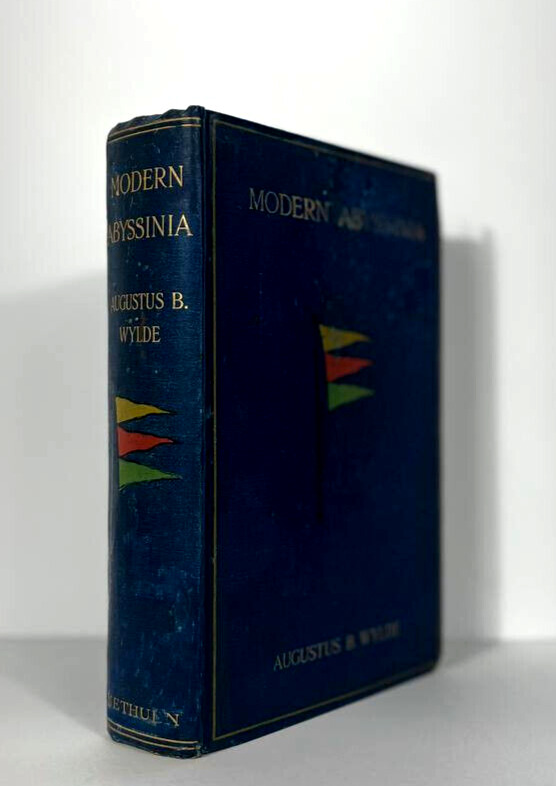 MODERN
ABYSSINIA
AUGUSTUS B.
WYLDE
METHUEN
MODERN ABYSSINIA
AUGUSTUS B. WYLDE